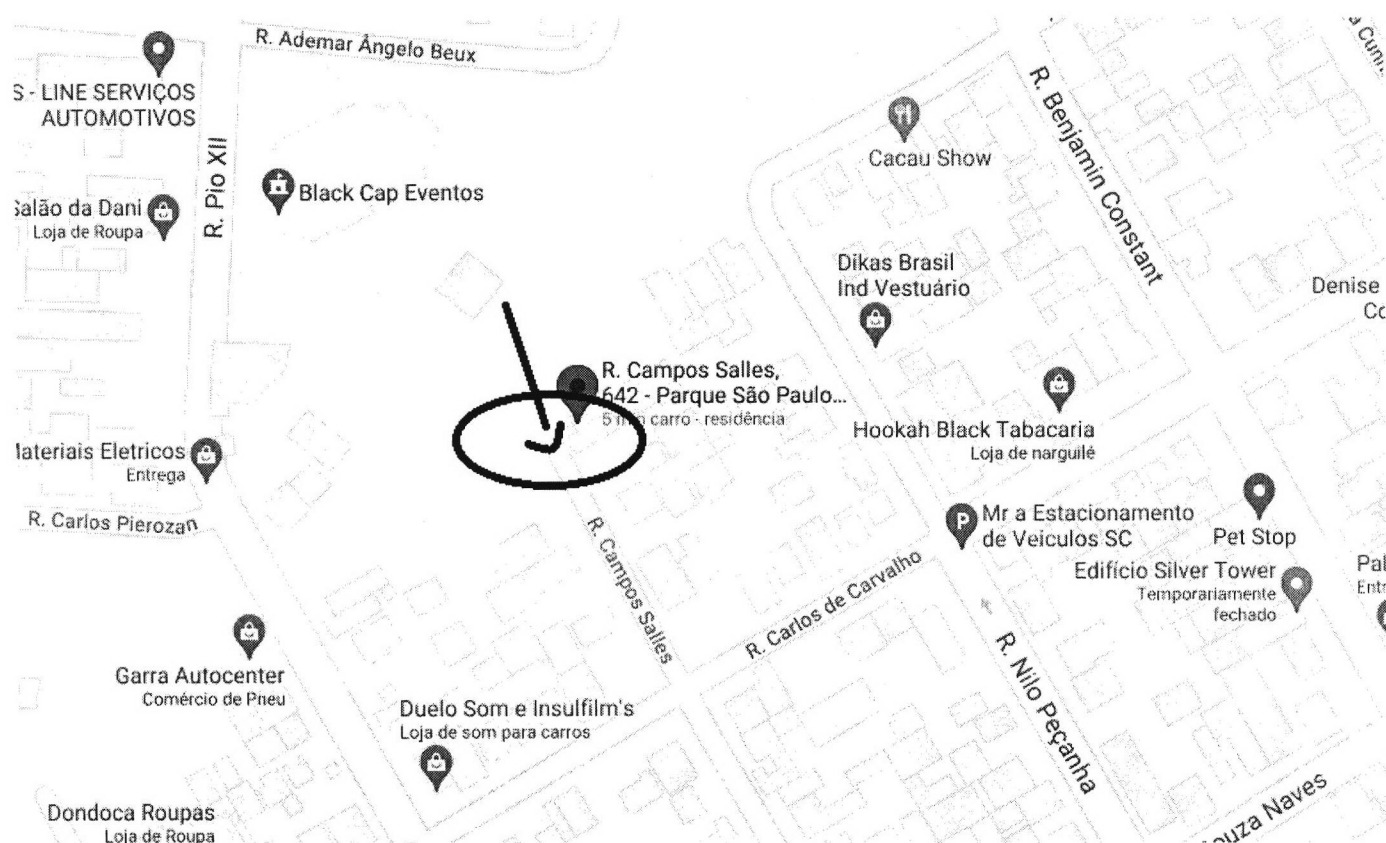 R. Ademar Ângelo Beux
S - LINE SERVIÇOS
AUTOMOTIVOS
R. Pio XII
Black Cap Eventos
Salão da Dani
Loja de Roupa
Cacau Show
R. Benjamin Constant
Dikas Brasil
Ind Vestuário
Denise
R. Campos Salles,
642 - Parque São Paulo...
5 min carro - residência
Hookah Black Tabacaria
Loja de narguilé
Materiais Eletricos
Entrega
R. Carlos Pierozan
Mr a Estacionamento
de Veiculos SC
P
Pet Stop
Edifício Silver Tower
Temporariamente
fechado
R. Campos Salles
R. Carlos de Carvalho
R. Nilo Peçanha
Garra Autocenter
Comércio de Pneu
Duelo Som e Insulfilm's
Loja de som para carros
Dondoca Roupas
Loja de Roupa
ouza Naves